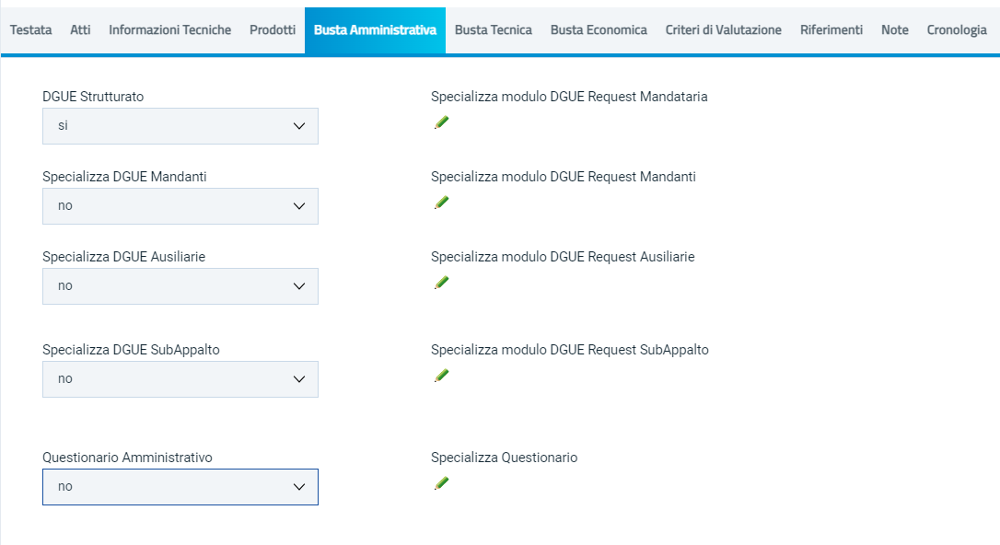 Testata Atti Informazioni Tecniche Prodotti Busta Amministrativa Busta Tecnica Busta Economica Criteri di Valutazione Riferimenti Note Cronologia
DGUE Strutturato Specializza modulo DGUE Request Mandataria
si
Specializza DGUE Mandanti Specializza modulo DGUE Request Mandanti
no
Specializza DGUE Ausiliarie Specializza modulo DGUE Request Ausiliarie
no
Specializza DGUE SubAppalto Specializza modulo DGUE Request SubAppalto
no
Questionario Amministrativo Specializza Questionario
no